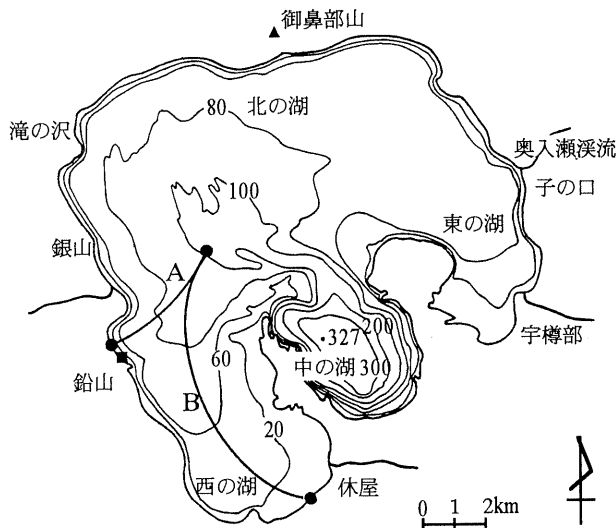 ▲御鼻部山
80 北の湖
滝の沢
奥入瀬渓流
100
子の口
東の湖
銀山
A
200
・327
宇樽部
60
中の湖 300
鉛山
B
20
西の湖
休屋
0 1 2km